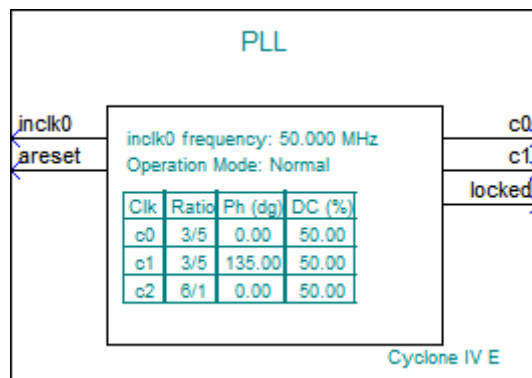 PLL
inclk0
areset
inclk0 frequency: 50.000 MHz
Operation Mode: Normal
Clk Ratio Ph (dg) DC (%)
c0 3/5 0.00 50.00
c1 3/5 135.00 50.00
c2 6/1 0.00 50.00
c0
c1
locked
Cyclone IV E